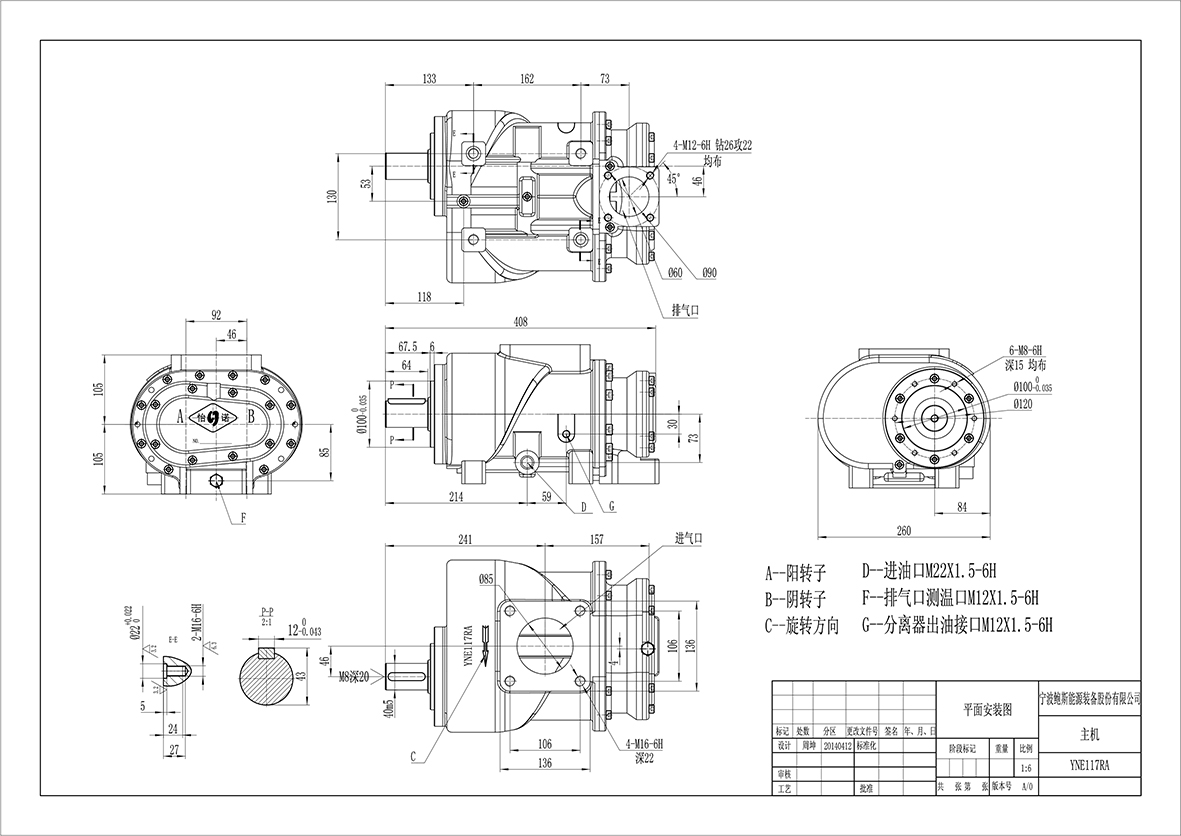 133
162
73
4-M12-6H 钻26攻22
均布
45°
46
130
53
Ø60
Ø90
118
排气口
E
E
E
E
92
46
105
105
85
A
怡诺
B
NO.
F
408
67.5
6
64
P
P
Ø100 0 -0.035
30
73
214
59
D
G
6-M8-6H
深15 均布
Ø100 0 -0.035
Ø120
84
260
241
157
进气口
Ø85
YNE117RA
46
M8深20
40m5
4
106
136
C
106
136
4-M16-6H
深22
Ø22 +0.022 0
3.2
E-E
2-M16-6H
6.3
3.2
5
24
27
P-P
2:1
12 0 -0.043
43
A--阳转子
B--阴转子
C--旋转方向
D--进油口M22X1.5-6H
F--排气口测温口M12X1.5-6H
G--分离器出油接口M12X1.5-6H
标记 处数 分区 更改文件号 签名 年、月、日
设计 周坤 20140412 标准化
审核
工艺 批准
平面安装图
阶段标记 重量 比例
1:6
共 张 第 张 版本号 A/0
宁波鲍斯能源装备股份有限公司
主机
YNE117RA